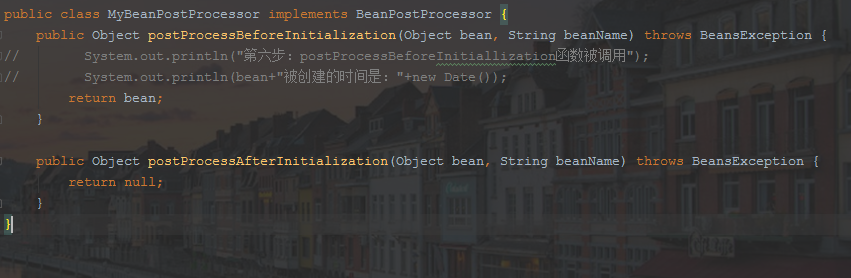 public class MyBeanPostProcessor implements BeanPostProcessor {
    public Object postProcessBeforeInitialization(Object bean, String beanName) throws BeansException {
//        System.out.println("第六步：postProcessBeforeInitiallization函数被调用");
//        System.out.println(bean+"被创建的时间是："+new Date());
        return bean;
    }

    public Object postProcessAfterInitialization(Object bean, String beanName) throws BeansException {
        return null;
    }
}